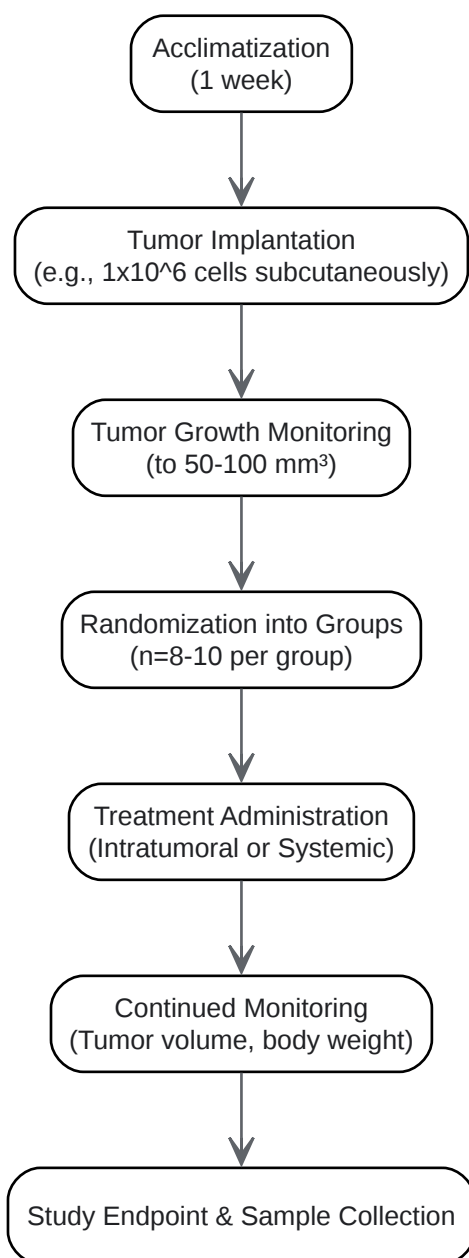 Acclimatization
(1 week)
Tumor Implantation
(e.g., 1x10^6 cells subcutaneously)
Tumor Growth Monitoring
(to 50-100 mm³)
Randomization into Groups
(n=8-10 per group)
Treatment Administration
(Intratumoral or Systemic)
Continued Monitoring
(Tumor volume, body weight)
Study Endpoint & Sample Collection